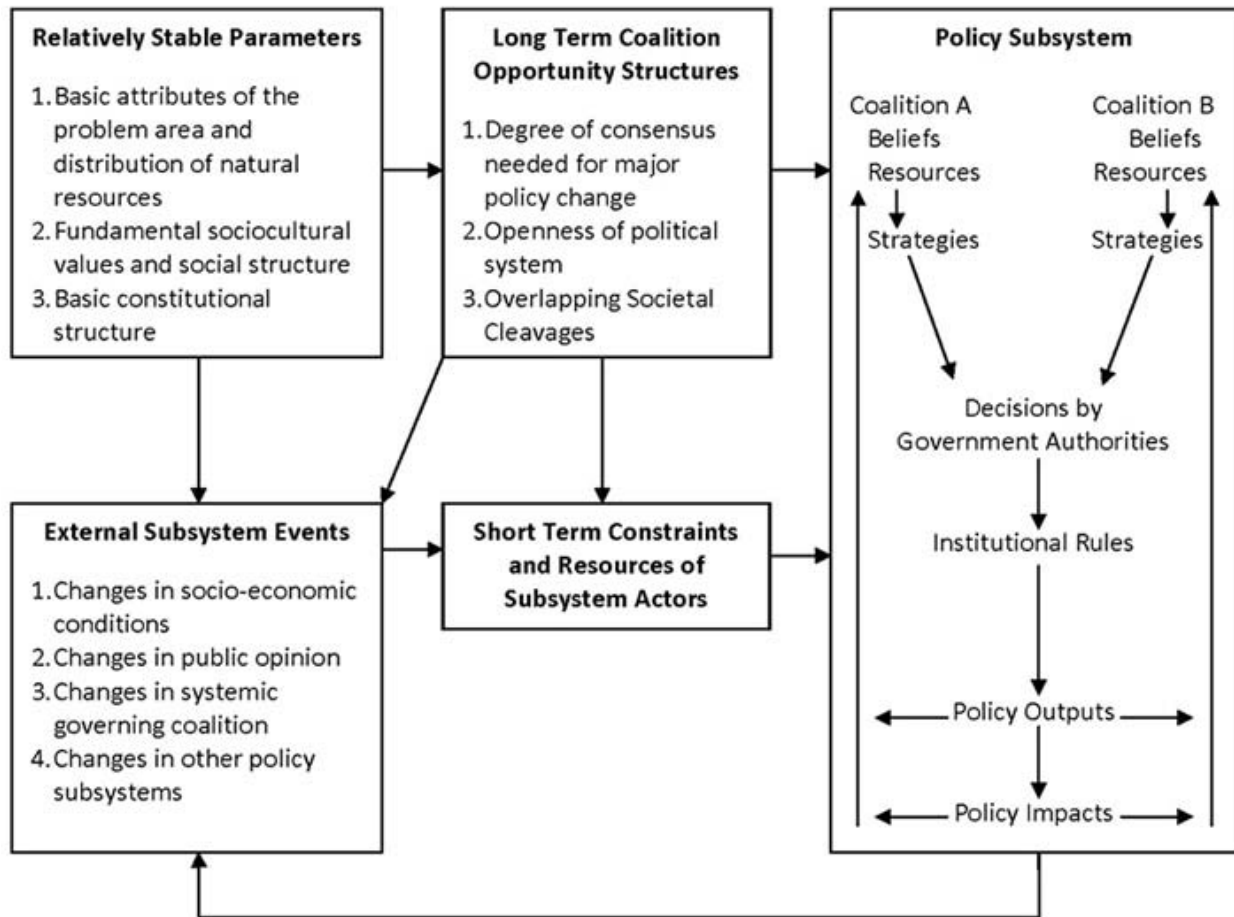 Relatively Stable Parameters
1. Basic attributes of the
problem area and
distribution of natural
resources
2. Fundamental sociocultural
values and social structure
3. Basic constitutional
structure
Long Term Coalition
Opportunity Structures
1. Degree of consensus
needed for major
policy change
2. Openness of political
system
3. Overlapping Societal
Cleavages
Policy Subsystem
Coalition A
Beliefs
Resources
Strategies
Coalition B
Beliefs
Resources
Strategies
Decisions by
Government Authorities
Institutional Rules
Policy Outputs
Policy Impacts
External Subsystem Events
1. Changes in socio-economic
conditions
2. Changes in public opinion
3. Changes in systemic
governing coalition
4. Changes in other policy
subsystems
Short Term Constraints
and Resources of
Subsystem Actors